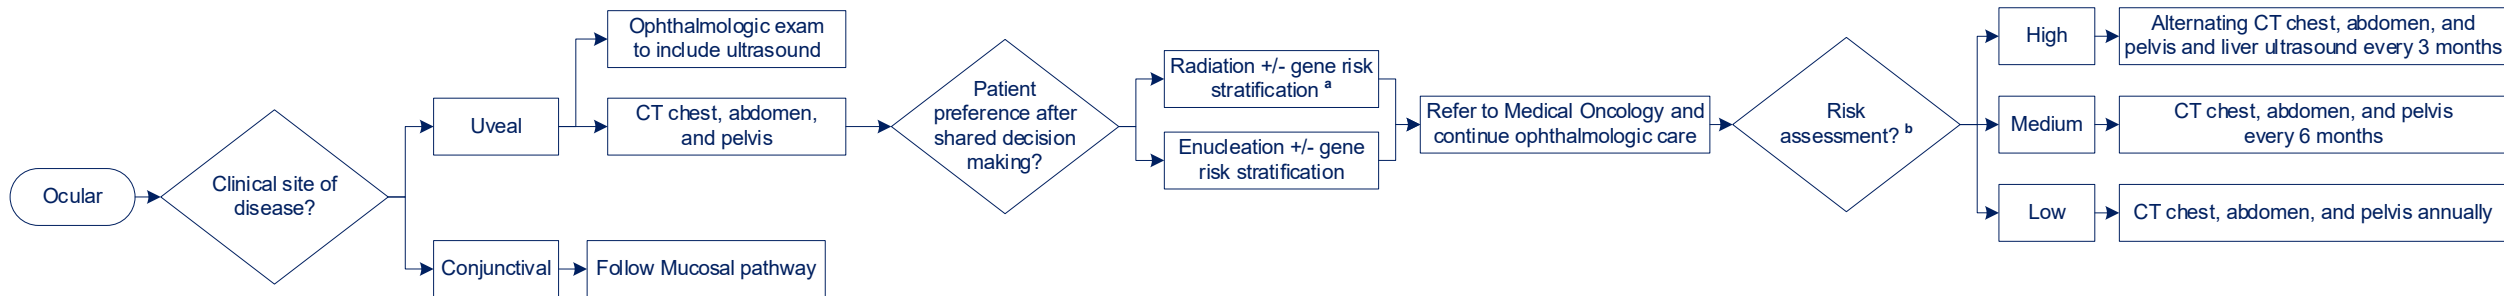 Ocular
Clinical site of
disease?
Uveal
Conjunctival
Follow Mucosal pathway
Ophthalmologic exam
to include ultrasound
CT chest, abdomen,
and pelvis
Patient
preference after
shared decision
making?
Radiation +/- gene risk
stratification a
Enucleation +/- gene
risk stratification
Refer to Medical Oncology and
continue ophthalmologic care
Risk
assessment? b
High
Alternating CT chest, abdomen, and
pelvis and liver ultrasound every 3 months
Medium
CT chest, abdomen, and pelvis
every 6 months
Low
CT chest, abdomen, and pelvis annually